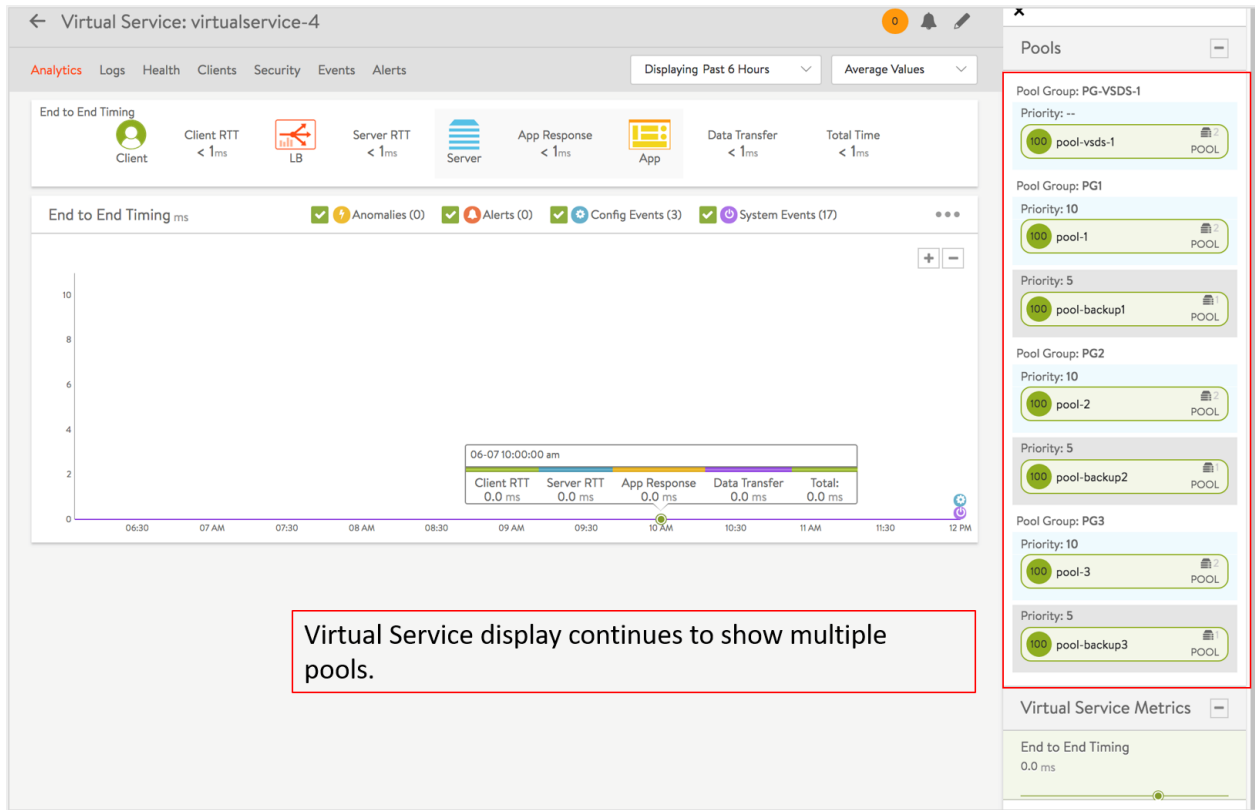 Virtual Service: virtualservice-4
0
Analytics Logs Health Clients Security Events Alerts
Displaying Past 6 Hours
Average Values
End to End Timing
Client
Client RTT
< 1ms
LB
Server RTT
< 1ms
Server
App Response
< 1ms
App
Data Transfer
< 1ms
Total Time
< 1ms
End to End Timing ms
Anomalies (0)
Alerts (0)
Config Events (3)
System Events (17)
+ −
10
8
6
4
2
0
06:30 07 AM 07:30 08 AM 08:30 09 AM 09:30 10 AM 10:30 11 AM 11:30 12 PM
06-07 10:00:00 am
Client RTT Server RTT App Response Data Transfer Total:
0.0 ms 0.0 ms 0.0 ms 0.0 ms 0.0 ms
Virtual Service display continues to show multiple
pools.
Pools
Pool Group: PG-VSDS-1
Priority: --
100 pool-vsds-1 2
POOL
Pool Group: PG1
Priority: 10
100 pool-1 2
POOL
Priority: 5
100 pool-backup1 1
POOL
Pool Group: PG2
Priority: 10
100 pool-2 2
POOL
Priority: 5
100 pool-backup2 1
POOL
Pool Group: PG3
Priority: 10
100 pool-3 2
POOL
Priority: 5
100 pool-backup3 1
POOL
Virtual Service Metrics
End to End Timing
0.0 ms